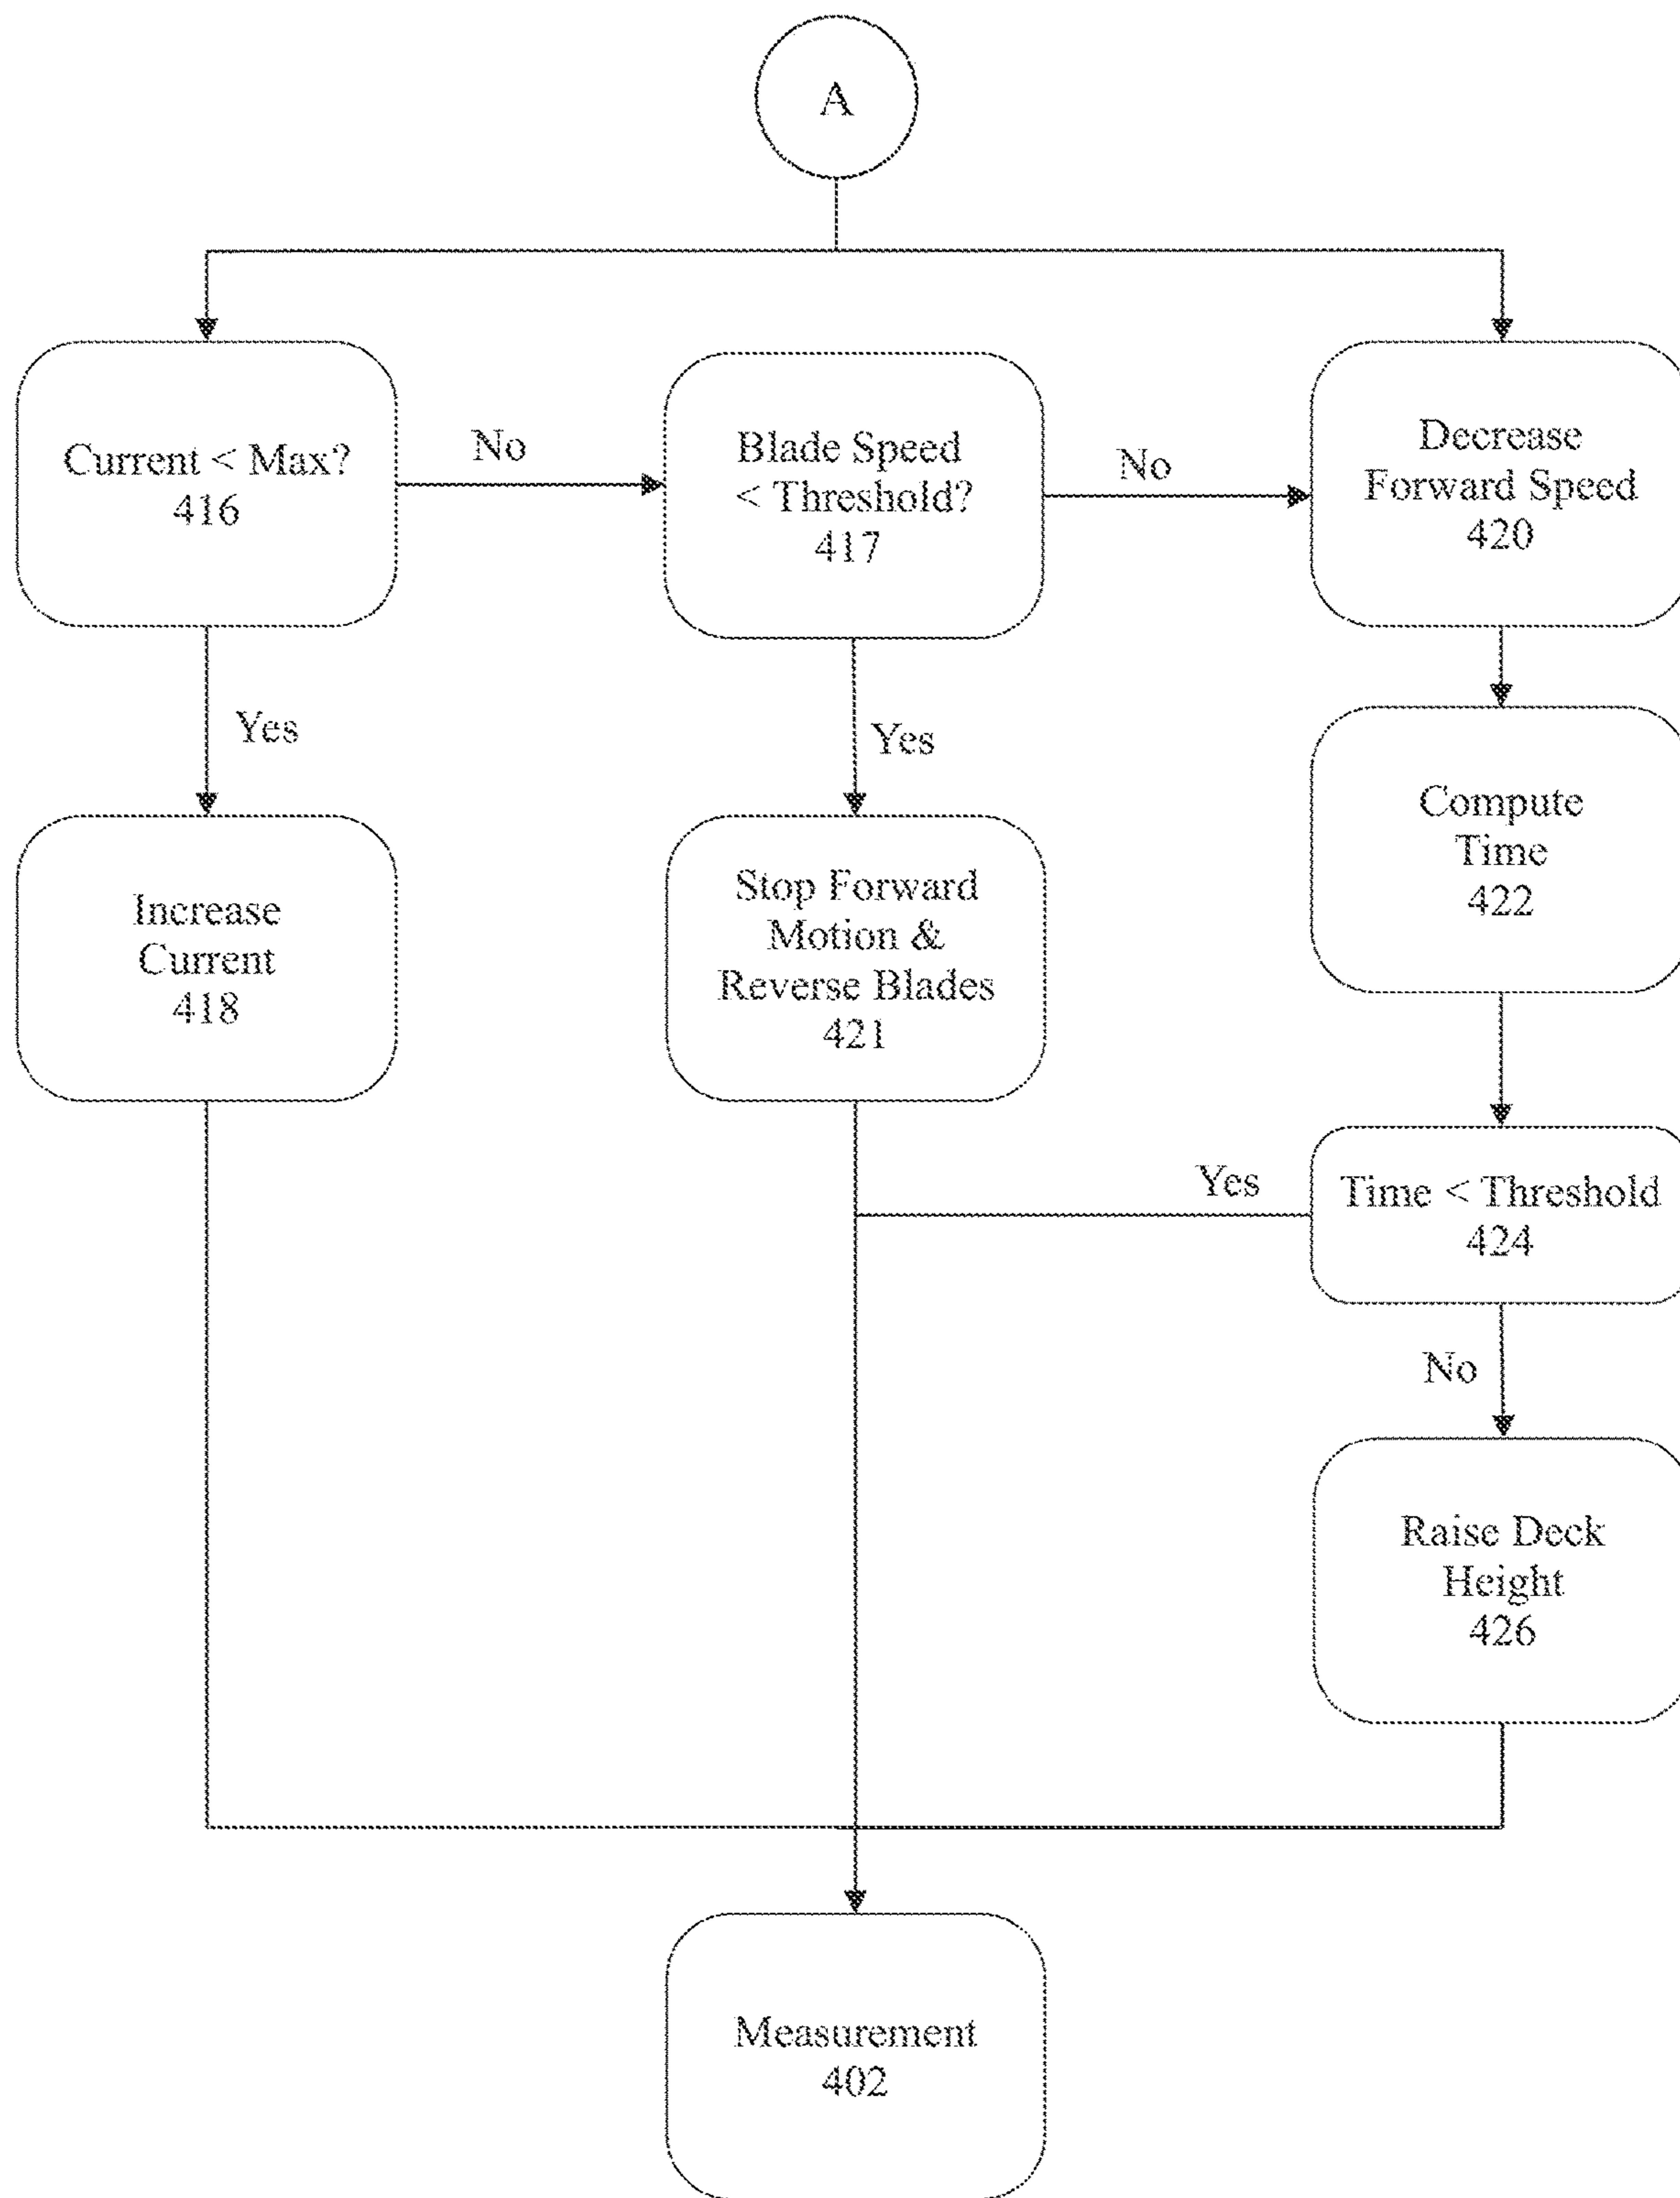 A
Current < Max?
416
No
Blade Speed
< Threshold?
417
No
Decrease
Forward Speed
420
Yes
Yes
Increase
Current
418
Stop Forward
Motion &
Reverse Blades
421
Compute
Time
422
Yes
Time < Threshold
424
No
Raise Deck
Height
426
Measurement
402